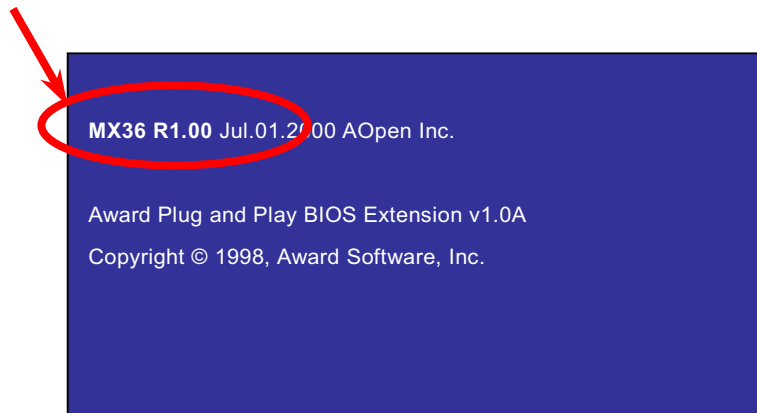 MX36 R1.00 Jul.01.2000 AOpen Inc.
Award Plug and Play BIOS Extension v1.0A
Copyright © 1998, Award Software, Inc.